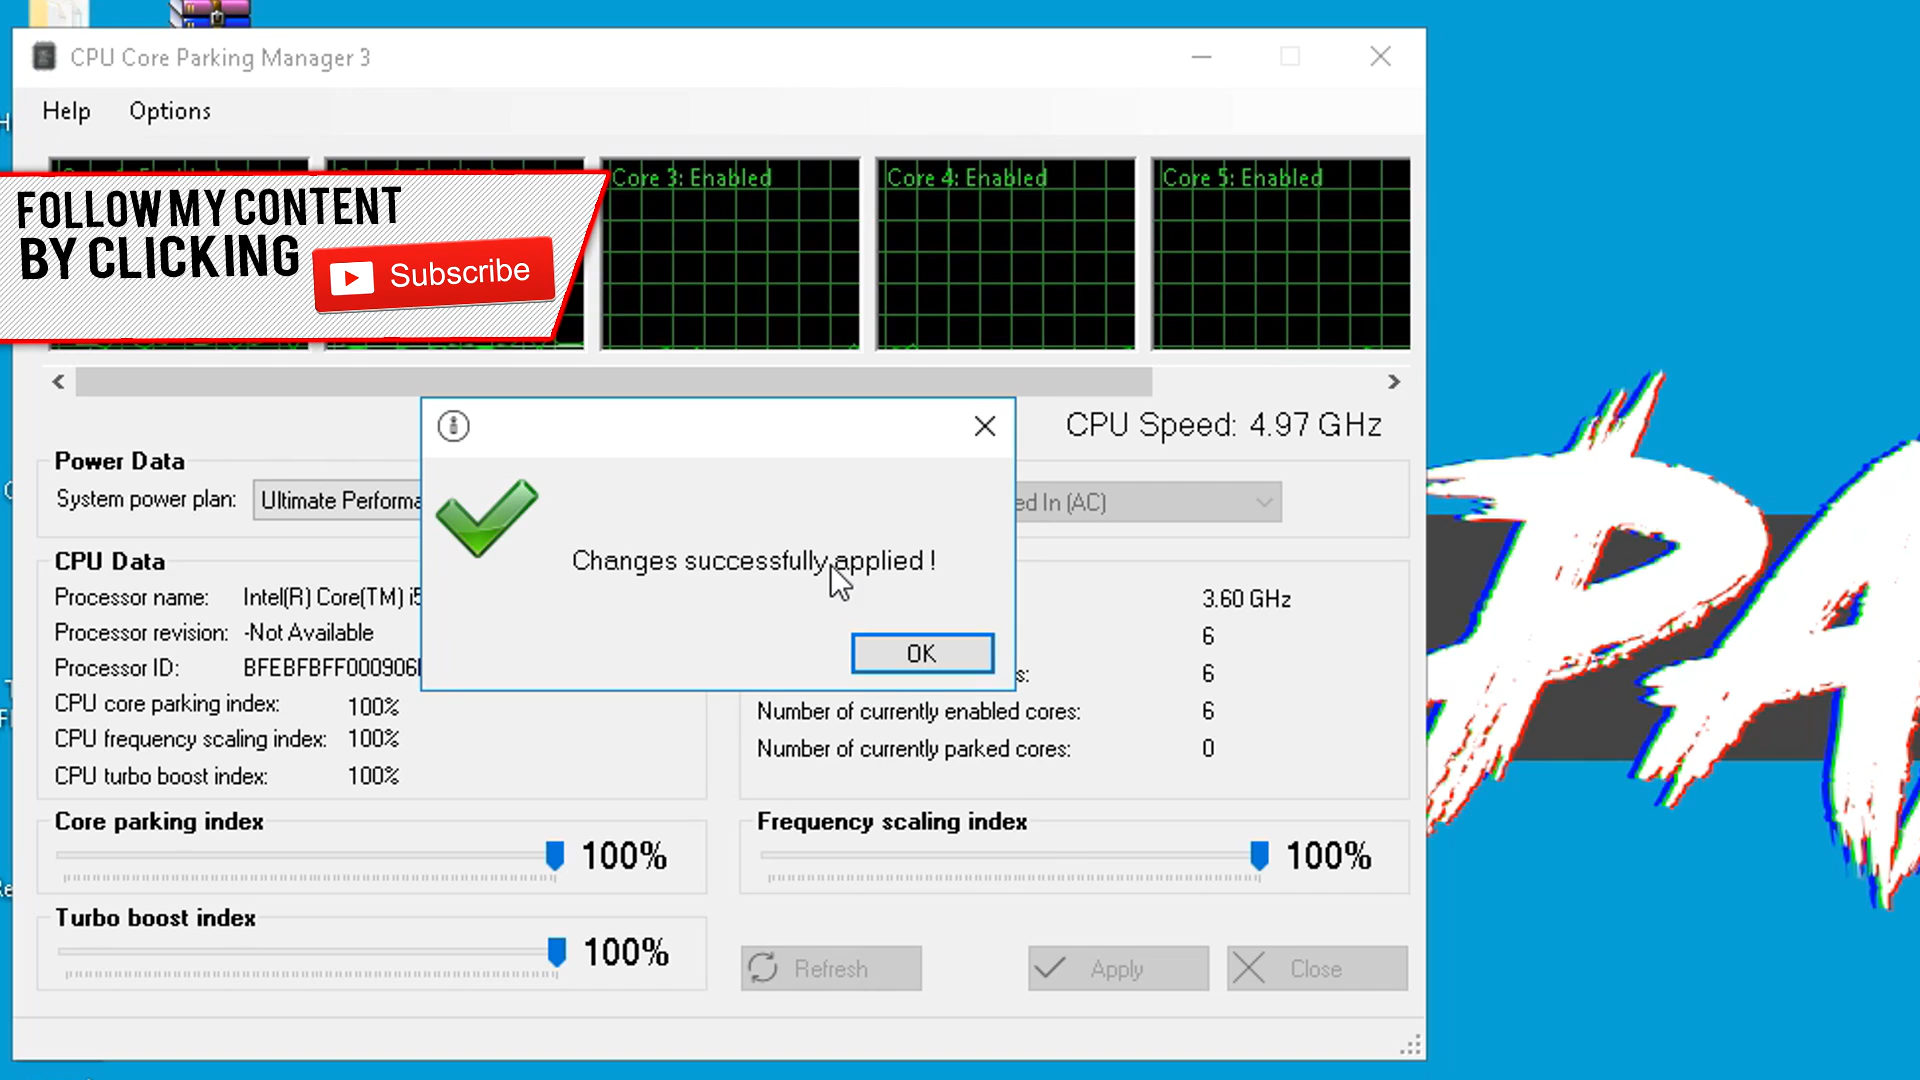 CPU Core Parking Manager 3
Help Options
Core 3: Enabled
Core 4: Enabled
Core 5: Enabled
FOLLOW MY CONTENT
BY CLICKING
Subscribe
CPU Speed: 4.97 GHz
Power Data
System power plan: Ultimate Performa
ed In (AC)
Changes successfully applied !
OK
CPU Data
Processor name: Intel(R) Core(TM) i5
Processor revision: -Not Available
Processor ID: BFEBFBFF000906
CPU core parking index: 100%
CPU frequency scaling index: 100%
CPU turbo boost index: 100%
3.60 GHz
6
s: 6
Number of currently enabled cores: 6
Number of currently parked cores: 0
Core parking index
100%
Frequency scaling index
100%
Turbo boost index
100%
Refresh
Apply
Close
PA